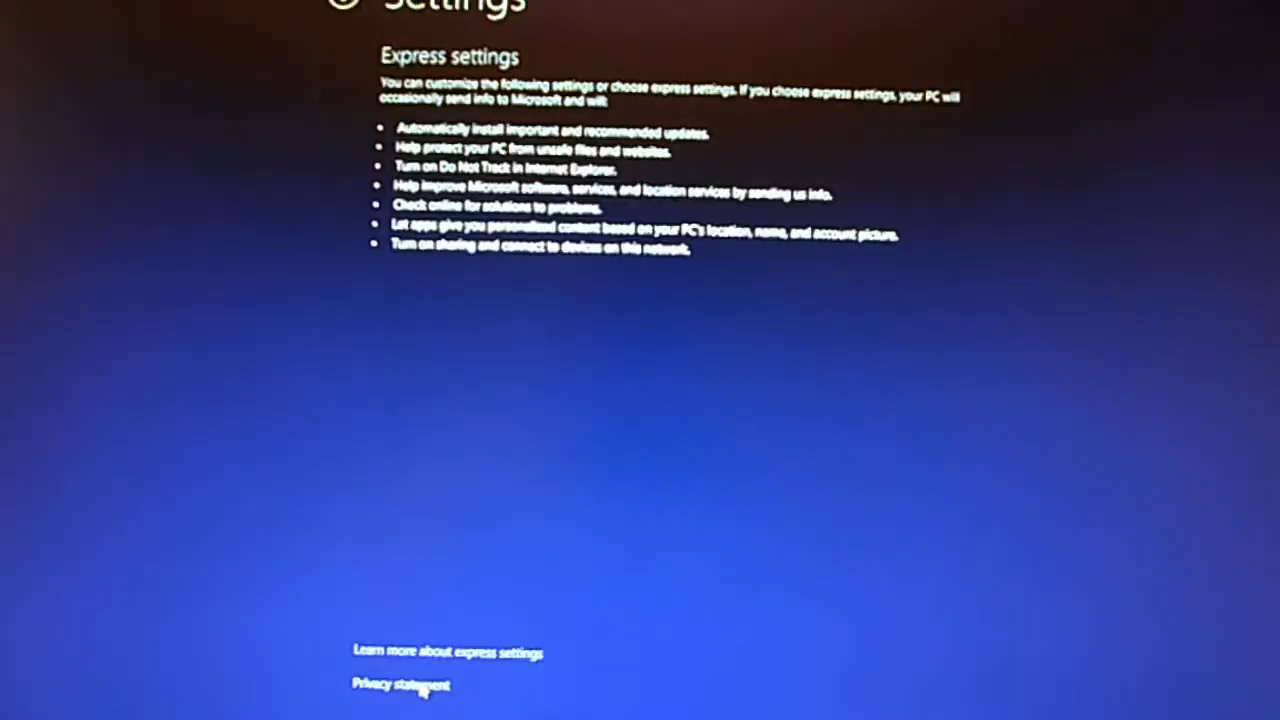 Settings
Express settings
You can customize the following settings or choose express settings. If you choose express settings, your PC will
occasionally send info to Microsoft and will:
Automatically install important and recommended updates.
Help protect your PC from unsafe files and websites.
Turn on Do Not Track in Internet Explorer.
Help improve Microsoft software, services, and location services by sending us info.
Check online for solutions to problems.
Let apps give you personalized content based on your PC's location, name, and account picture.
Turn on sharing and connect to devices on this network.
Learn more about express settings
Privacy statement